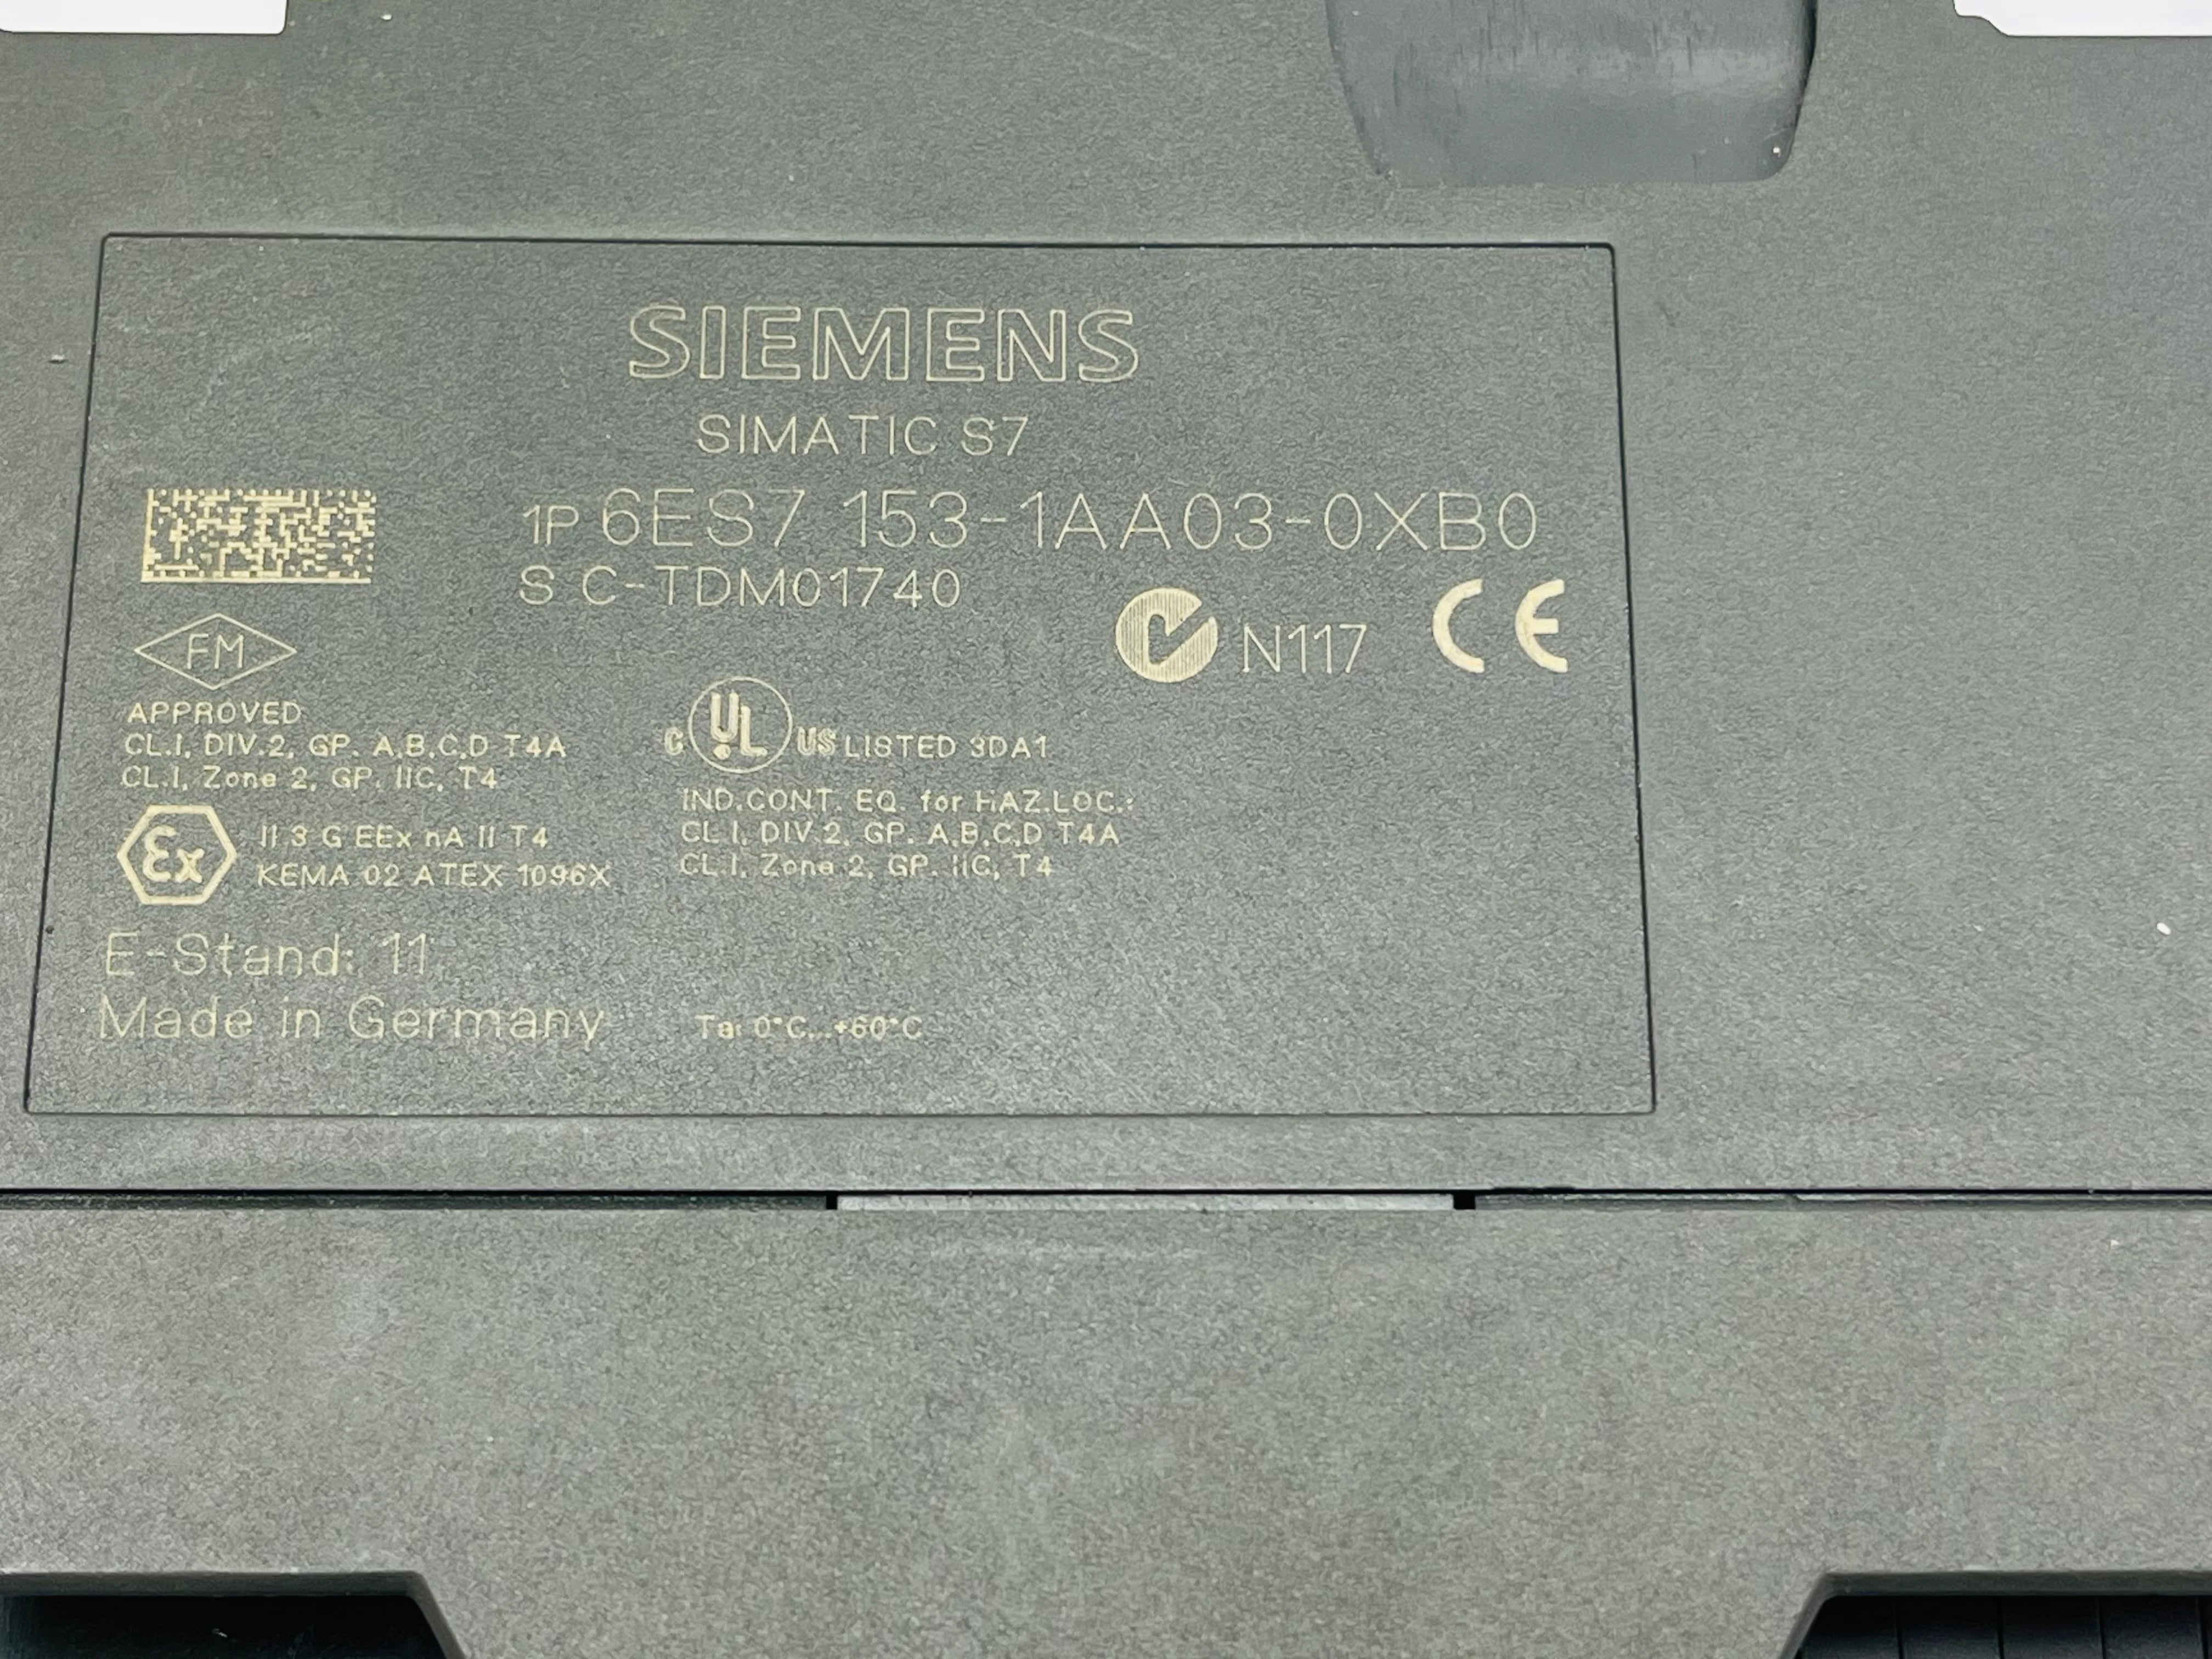 SIEMENS
SIMATIC S7
1P 6ES7 153-1AA03-0XB0
S C-TDM01740
N117 CE
FM
APPROVED
CL.I, DIV.2, GP. A,B,C,D T4A
CL.I, Zone 2, GP. IIC, T4
Ex II 3 G EEx nA II T4
KEMA 02 ATEX 1096X
C UL US LISTED 3DA1
IND.CONT. EQ. for HAZ.LOC.:
CL.I, DIV.2, GP. A,B,C,D T4A
CL.I, Zone 2, GP. IIC, T4
E-Stand: 11
Made in Germany
Ta: 0°C...+60°C